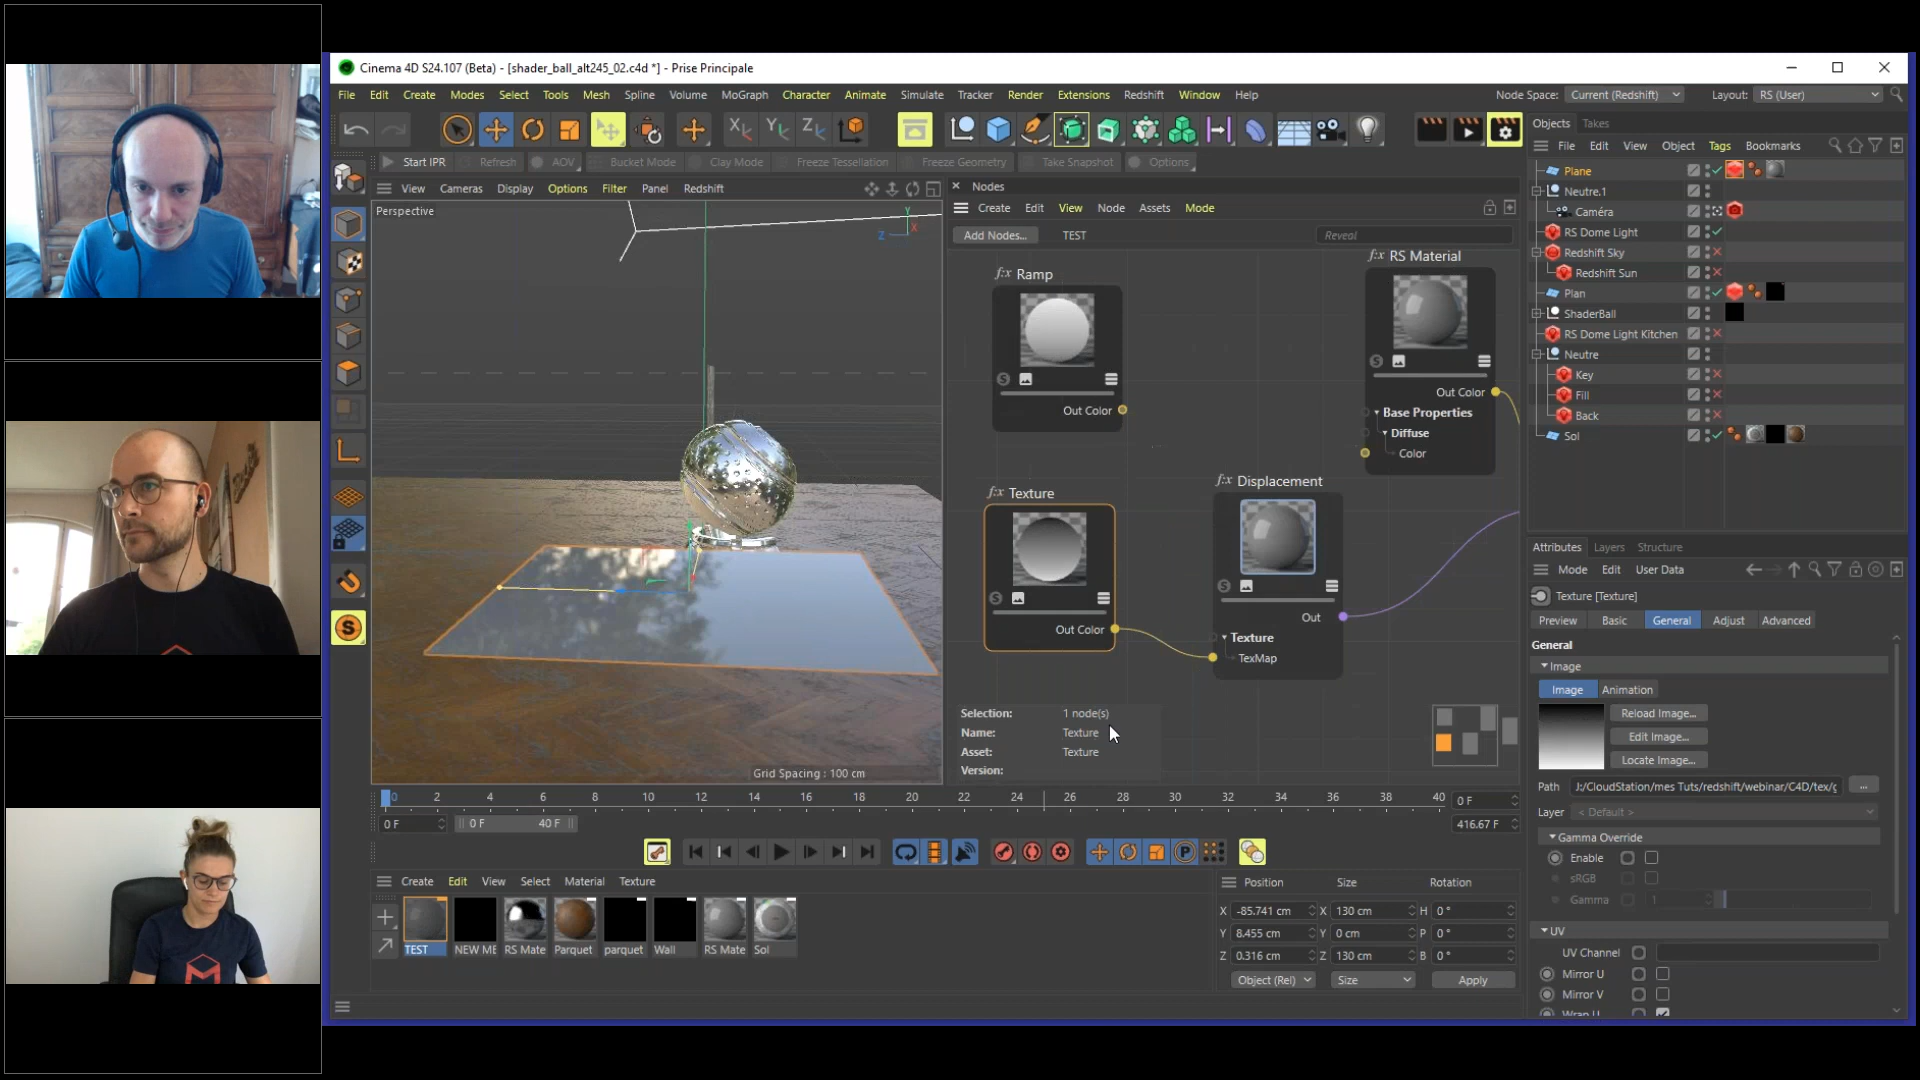 Cinema 4D S24.107 (Beta) - [shader_ball_alt245_02.c4d *] - Prise Principale
File Edit Create Modes Select Tools Mesh Spline Volume MoGraph Character Animate Simulate Tracker Render Extensions Redshift Window Help
Node Space: Current (Redshift) Layout: RS (User)
Start IPR Refresh AOV Bucket Mode Clay Mode Freeze Tessellation Freeze Geometry Take Snapshot Options
View Cameras Display Options Filter Panel Redshift
Perspective
Y
X
Z
Grid Spacing : 100 cm
Nodes
Create Edit View Node Assets Mode
Add Nodes... TEST Reveal
Ramp
Out Color
RS Material
Out Color
Base Properties
Diffuse
Color
Texture
Out Color
Displacement
Out
Texture
TexMap
Selection: 1 node(s)
Name: Texture
Asset: Texture
Version:
0 2 4 6 8 10 12 14 16 18 20 22 24 26 28 30 32 34 36 38 40 0 F
0 F 0 F 40 F 416.67 F
Create Edit View Select Material Texture
TEST NEW ME RS Mate Parquet parquet Wall RS Mate Sol
Position Size Rotation
X -85.741 cm X 130 cm H 0 °
Y 8.455 cm Y 0 cm P 0 °
Z 0.316 cm Z 130 cm B 0 °
Object (Rel) Size Apply
Objects Takes
File Edit View Object Tags Bookmarks
Plane
Neutre.1
Caméra
RS Dome Light
Redshift Sky
Redshift Sun
Plan
ShaderBall
RS Dome Light Kitchen
Neutre
Key
Fill
Back
Sol
Attributes Layers Structure
Mode Edit User Data
Texture [Texture]
Preview Basic General Adjust Advanced
General
Image
Image Animation
Reload Image...
Edit Image...
Locate Image...
Path J:/CloudStation/mes Tuts/redshift/webinar/C4D/tex/
Layer < Default >
Gamma Override
Enable
sRGB
Gamma 1
UV
UV Channel
Mirror U
Mirror V
Wrap U